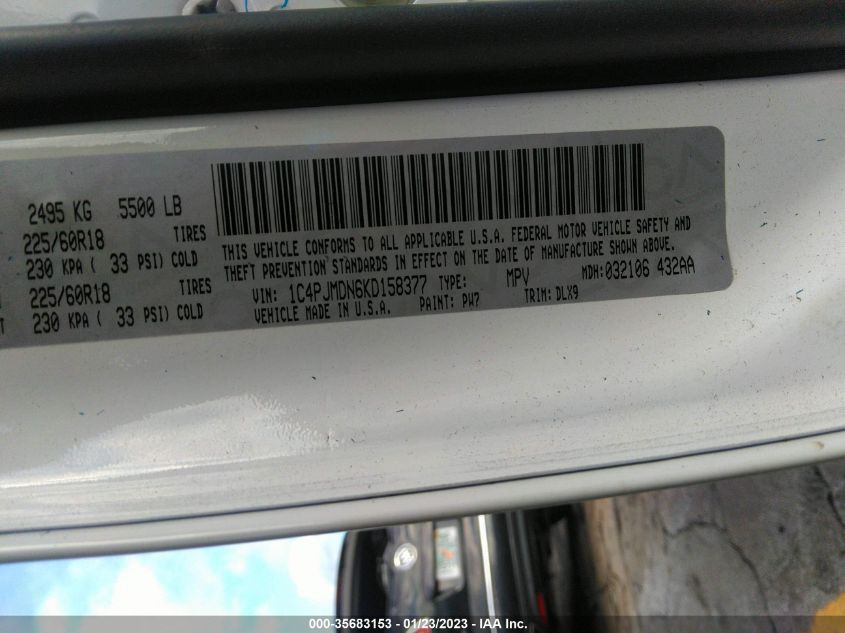 2495 KG 5500 LB
225/60R18 TIRES
230 KPA ( 33 PSI) COLD
225/60R18 TIRES
230 KPA ( 33 PSI) COLD
THIS VEHICLE CONFORMS TO ALL APPLICABLE U.S.A. FEDERAL MOTOR VEHICLE SAFETY AND
THEFT PREVENTION STANDARDS IN EFFECT ON THE DATE OF MANUFACTURE SHOWN ABOVE.
VIN: 1C4PJMDN6KD158377 TYPE: MPV MDH: 032106 432AA
VEHICLE MADE IN U.S.A. PAINT: PW7 TRIM: DLX9
000-35683153 - 01/23/2023 - IAA Inc.